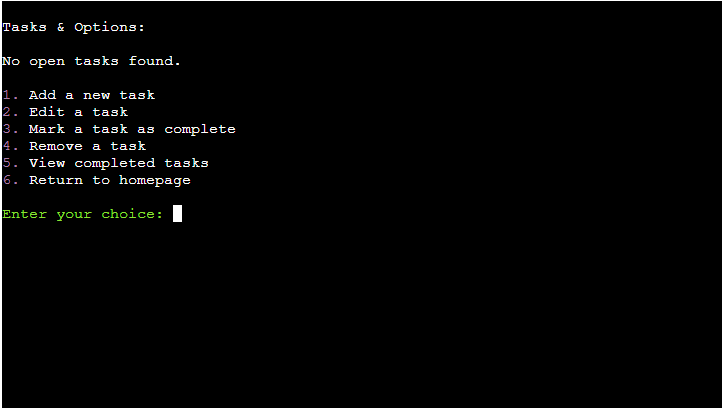 Tasks & Options:
No open tasks found.
1. Add a new task
2. Edit a task
3. Mark a task as complete
4. Remove a task
5. View completed tasks
6. Return to homepage
Enter your choice: